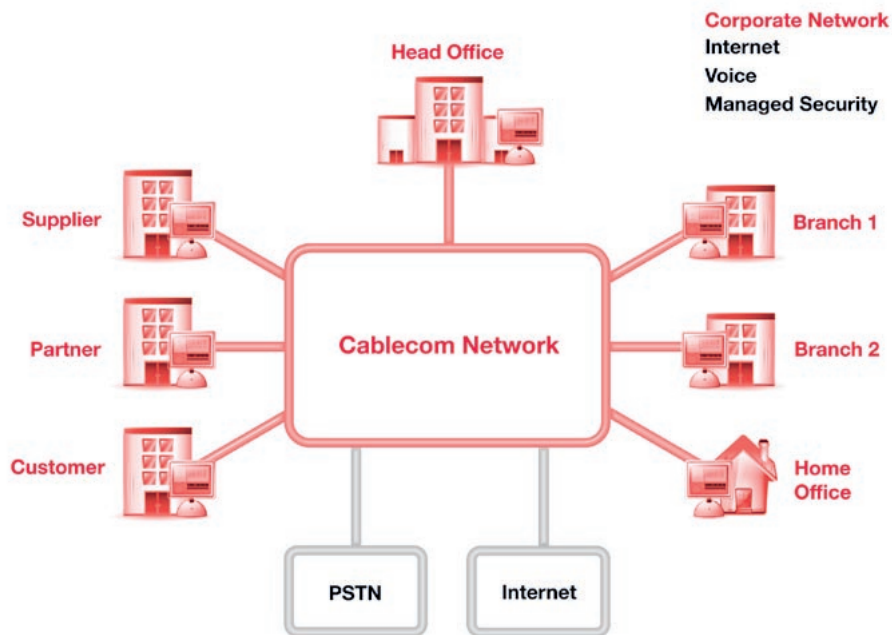 Corporate Network
Internet
Voice
Managed Security
Head Office
Supplier
Branch 1
Partner
Cablecom Network
Branch 2
Customer
Home
Office
PSTN
Internet